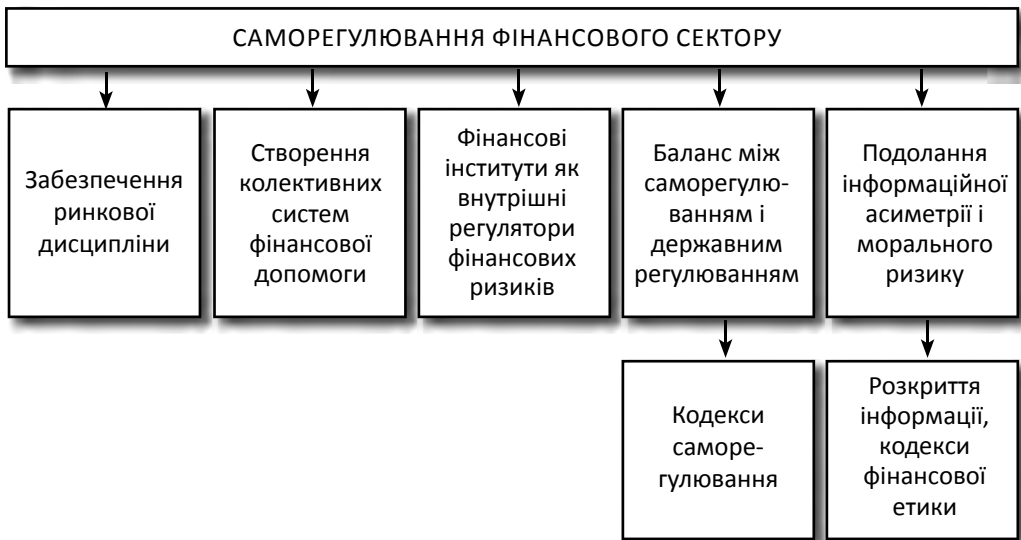 САМОРЕГУЛЮВАННЯ ФІНАНСОВОГО СЕКТОРУ
Забезпечення
ринкової
дисципліни
Створення
колективних
систем
фінансової
допомоги
Фінансові
інститути як
внутрішні
регулятори
фінансових
ризиків
Баланс між
саморегулю-
ванням і
державним
регулюванням
Подолання
інформаційної
асиметрії і
морального
ризику
Кодекси
саморе-
гулювання
Розкриття
інформації,
кодекси
фінансової
етики